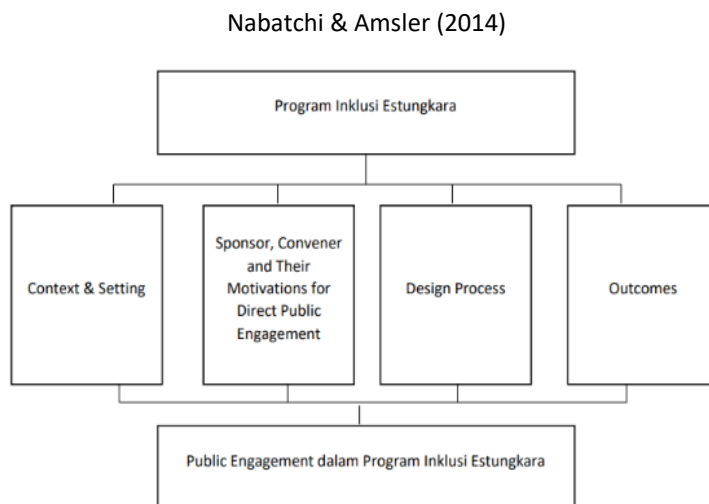 Nabatchi & Amsler (2014)
Program Inklusi Estungkara
Context & Setting
Sponsor, Convener
and Their
Motivations for
Direct Public
Engagement
Design Process
Outcomes
Public Engagement dalam Program Inklusi Estungkara